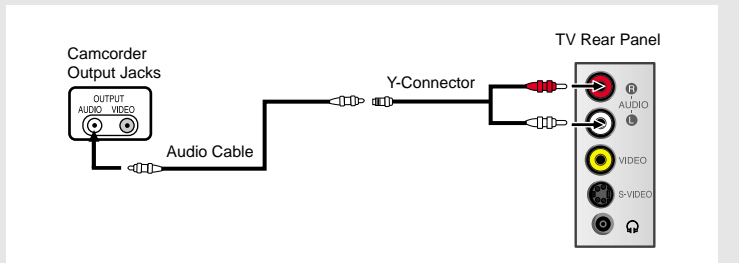 TV Rear Panel
Camcorder
Output Jacks
OUTPUT
AUDIO VIDEO
Y-Connector
Audio Cable
R
AUDIO
L
VIDEO
S-VIDEO